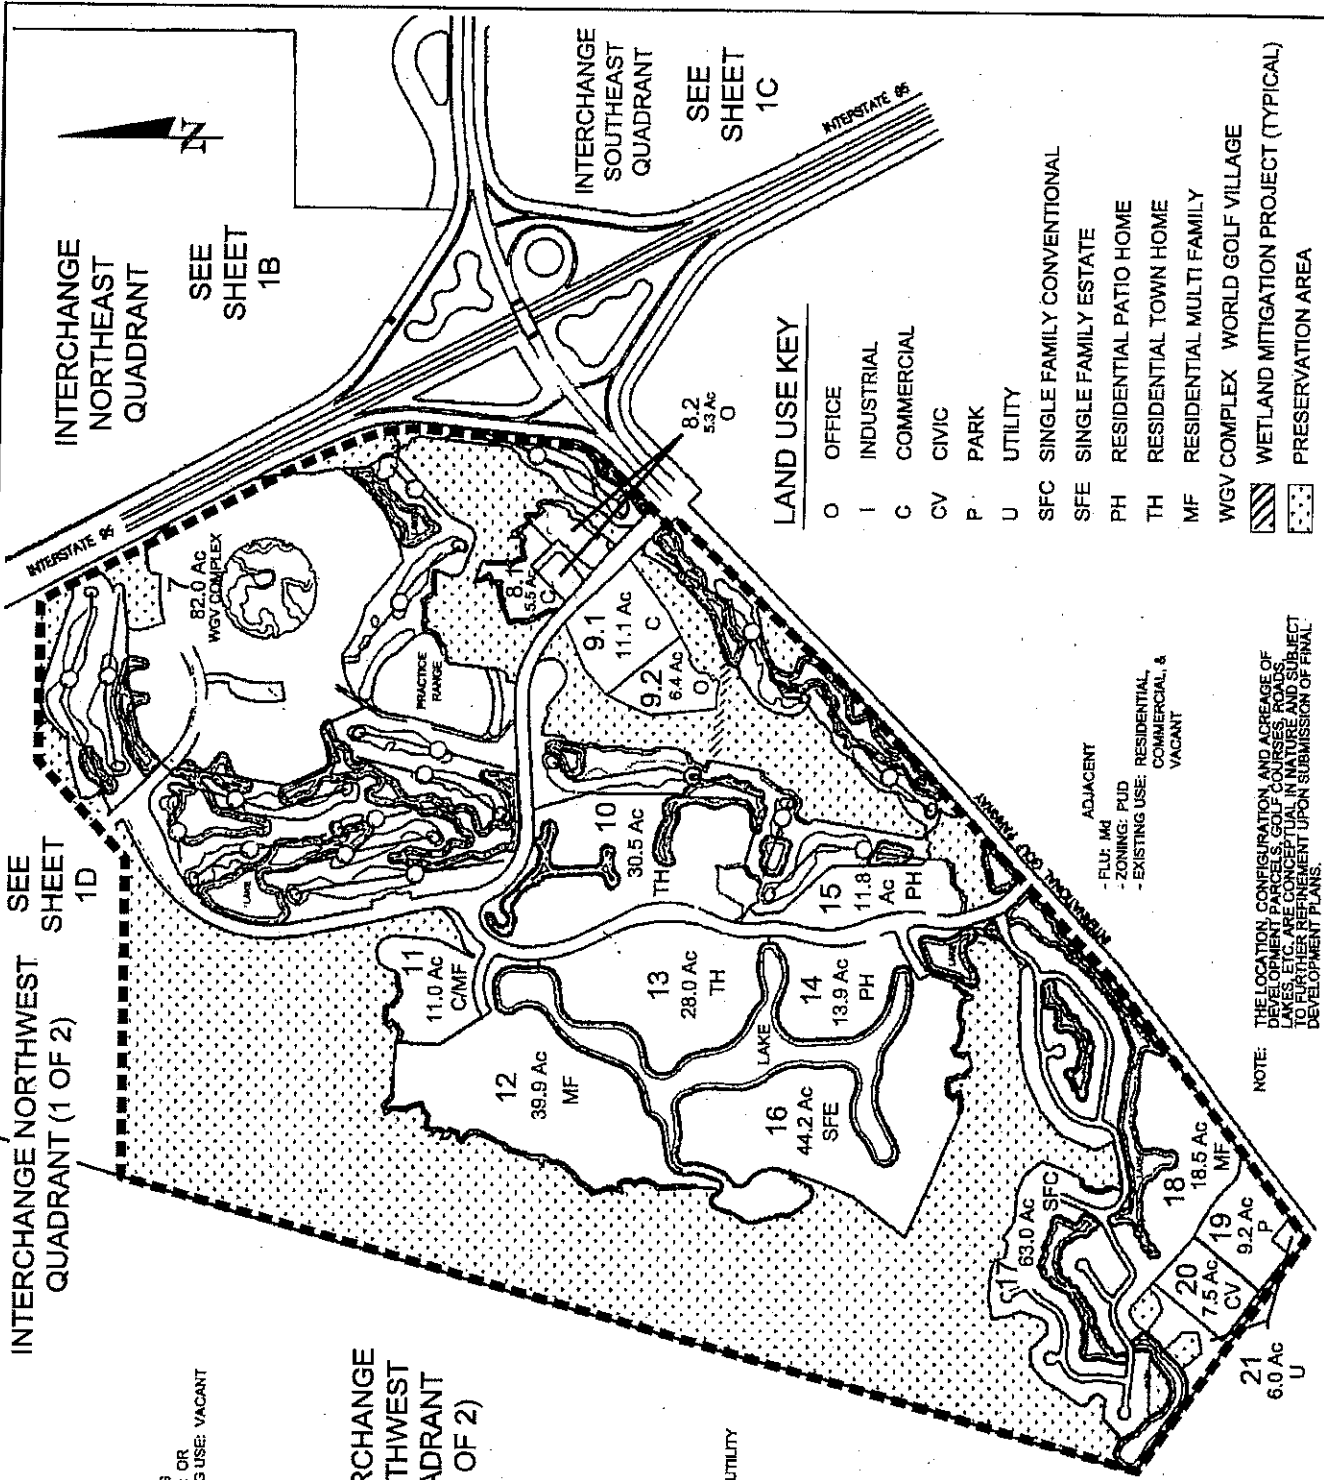 INTERCHANGE NORTHWEST
QUADRANT (1 OF 2)
SEE
SHEET
1D
INTERCHANGE
NORTHEAST
QUADRANT
SEE
SHEET
1B
N
INTERCHANGE
SOUTHEAST
QUADRANT
SEE
SHEET
1C
INTERSTATE 95
INTERSTATE 95
7
82.0 Ac
WGV COMPLEX
PRACTICE
RANGE
8.1
5.5 Ac
C
8.2
5.3 Ac
O
9.1
11.1 Ac
C
9.2
6.4 Ac
O
10
30.5 Ac
TH
LAKE
11
11.0 Ac
C/MF
12
39.9 Ac
MF
13
28.0 Ac
TH
14
13.9 Ac
PH
15
11.8
Ac
PH
LAKE
LAKE
16
44.2 Ac
SFE
17
63.0 Ac
SFC
18
18.5 Ac
MF
19
9.2 Ac
P
20
7.5 Ac
CV
21
6.0 Ac
U
INTERNATIONAL GOLF PARKWAY
LAND USE KEY
O OFFICE
I INDUSTRIAL
C COMMERCIAL
CV CIVIC
P PARK
U UTILITY
SFC SINGLE FAMILY CONVENTIONAL
SFE SINGLE FAMILY ESTATE
PH RESIDENTIAL PATIO HOME
TH RESIDENTIAL TOWN HOME
MF RESIDENTIAL MULTI FAMILY
WGV COMPLEX WORLD GOLF VILLAGE
WETLAND MITIGATION PROJECT (TYPICAL)
PRESERVATION AREA
ADJACENT
- FLU: Md
- ZONING: PUD
- EXISTING USE: RESIDENTIAL,
COMMERCIAL, &
VACANT
NOTE: THE LOCATION, CONFIGURATION AND ACREAGE OF
DEVELOPMENT PARCELS, GOLF COURSES, ROADS,
LAKES, ETC. ARE CONCEPTUAL IN NATURE AND SUBJECT
TO FURTHER REFINEMENT UPON SUBMISSION OF FINAL
DEVELOPMENT PLANS.
: OR
G USE: VACANT
RCHANGE
THWEST
ADRANT
OF 2)
UTILITY